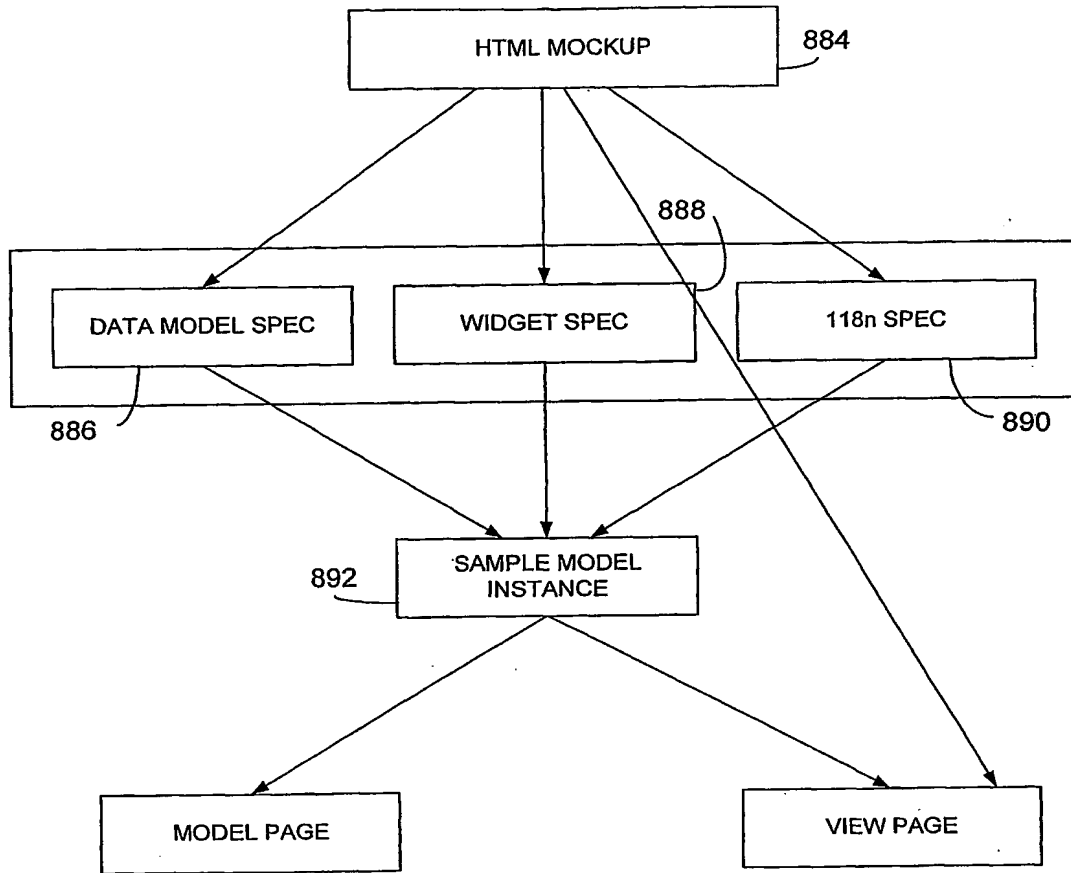 HTML MOCKUP
884
888
DATA MODEL SPEC
WIDGET SPEC
118n SPEC
886
890
SAMPLE MODEL
INSTANCE
892
MODEL PAGE
VIEW PAGE